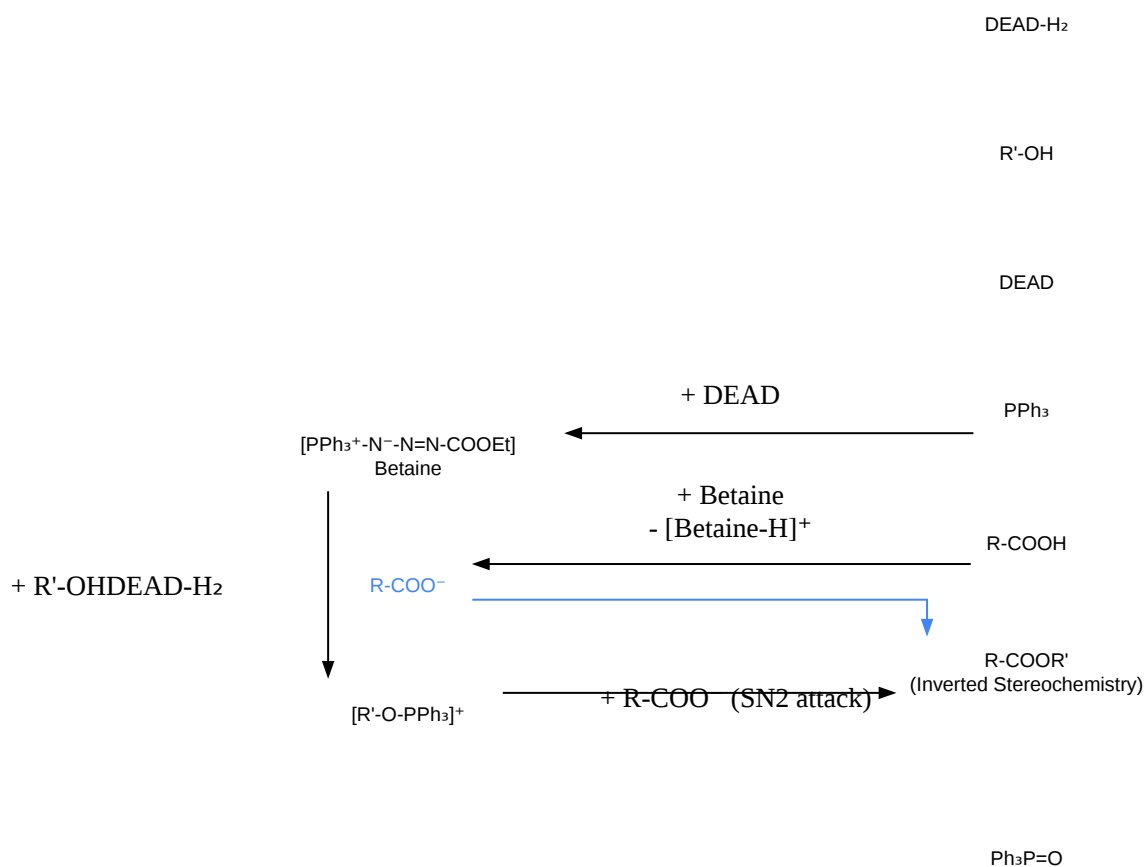 DEAD-H₂
R'-OH
DEAD
+ DEAD
PPh₃
[PPh₃⁺-N⁻-N=N-COOEt]
Betaine
+ Betaine
- [Betaine-H]⁺
R-COOH
+ R'-OHDEAD-H₂
R-COO⁻
R-COOR'
(Inverted Stereochemistry)
+ R-COO⁻ (SN2 attack)
[R'-O-PPh₃]⁺
Ph₃P=O